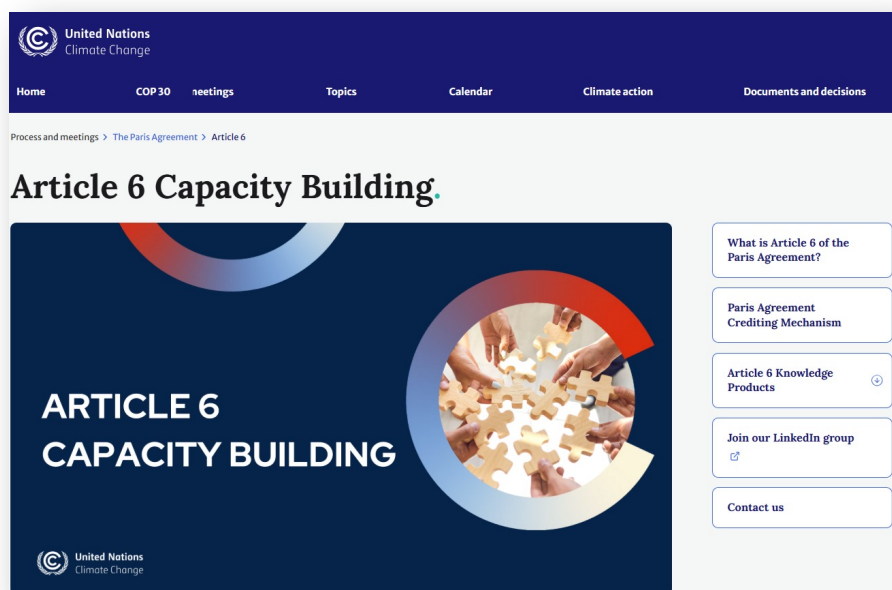 United Nations
Climate Change
Home COP 30 neetings Topics Calendar Climate action Documents and decisions
Process and meetings > The Paris Agreement > Article 6
Article 6 Capacity Building.
ARTICLE 6
CAPACITY BUILDING
United Nations
Climate Change
What is Article 6 of the
Paris Agreement?
Paris Agreement
Crediting Mechanism
Article 6 Knowledge
Products
Join our LinkedIn group
Contact us